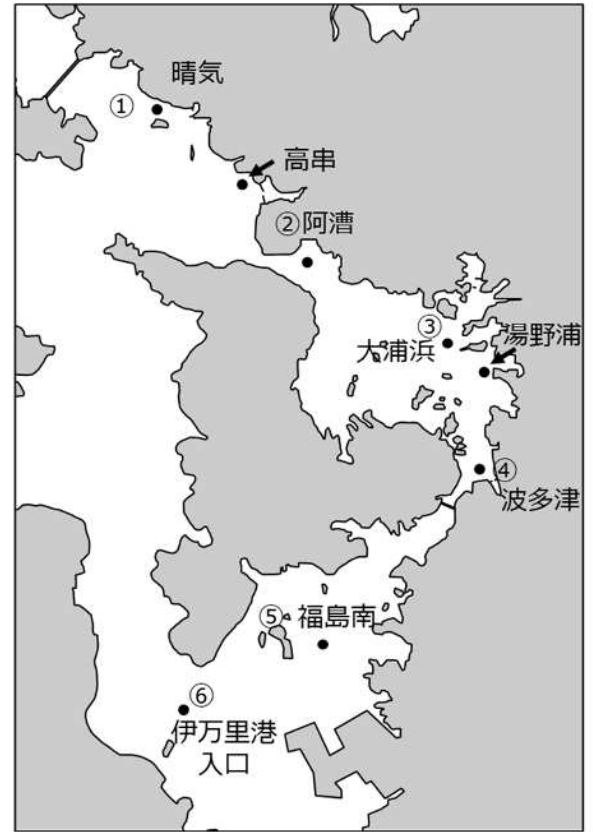 晴気
①
高串
②阿漕
③
湯野浦
大浦浜
④
波多津
⑤ 福島南
⑥
伊万里港
入口